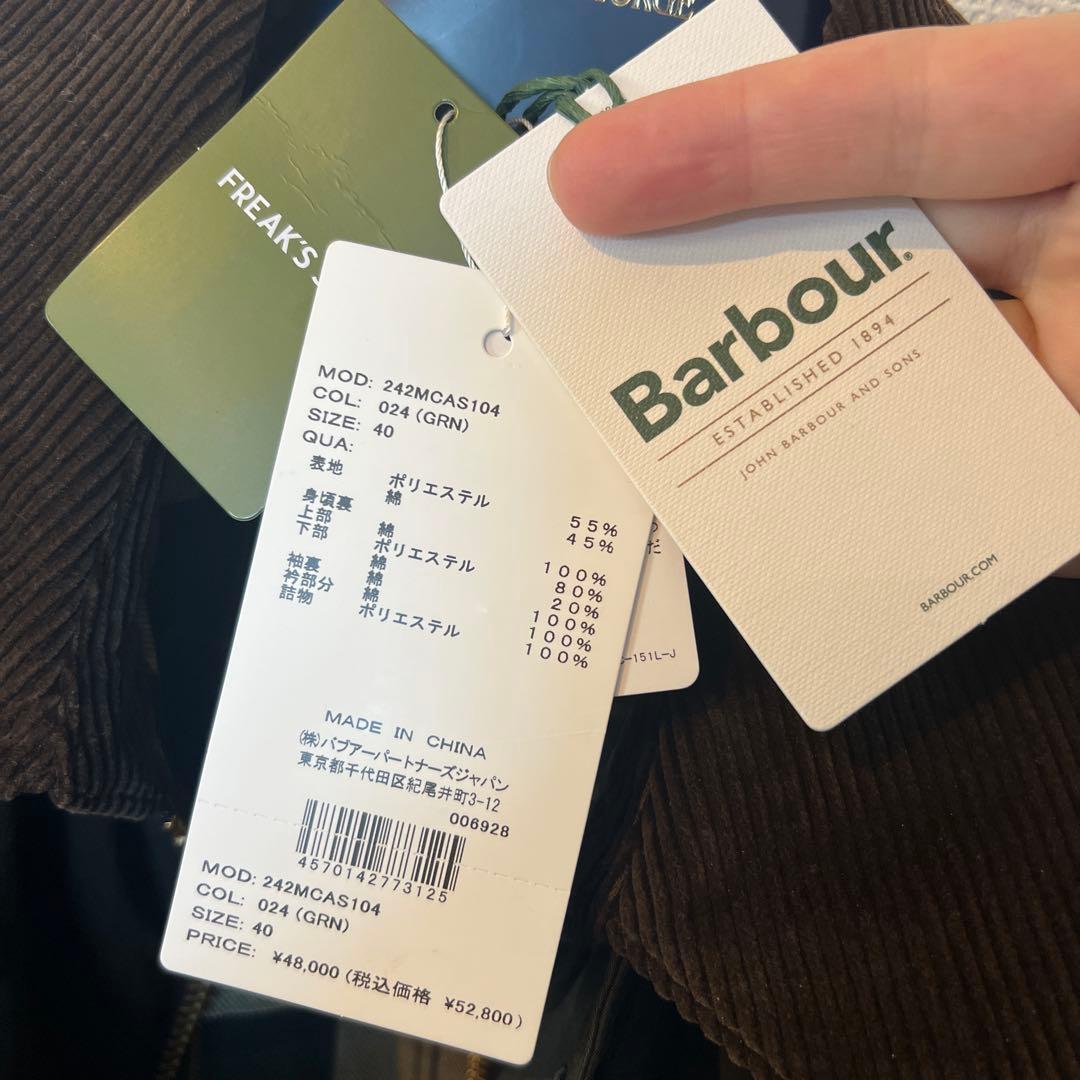 FREAK'S
Barbour®
ESTABLISHED 1894
JOHN BARBOUR AND SONS
BARBOUR.COM
MOD: 242MCAS104
COL: 024 (GRN)
SIZE: 40
QUA:
表地 ポリエステル 55%
綿 45%
身頃裏
上部 綿 100%
下部 ポリエステル 80%
綿 20%
袖裏 綿 100%
衿部分 綿 100%
詰物 ポリエステル 100%
MADE IN CHINA
(株)バブアーパートナーズジャパン
東京都千代田区紀尾井町3-12
006928
4570142773125
MOD: 242MCAS104
COL: 024 (GRN)
SIZE: 40
PRICE: ¥48,000 (税込価格 ¥52,800)
だ
-151L-J